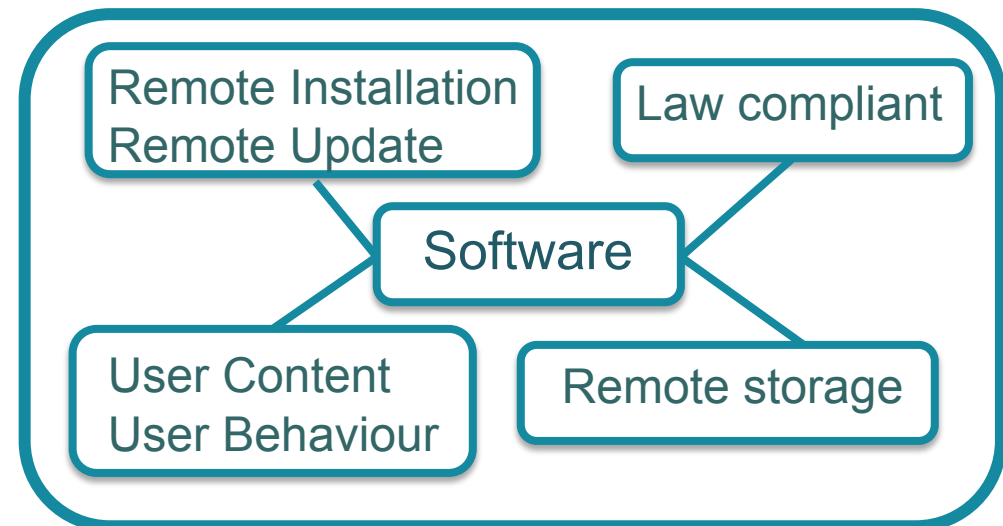 Remote Installation
Remote Update
Law compliant
Software
User Content
User Behaviour
Remote storage